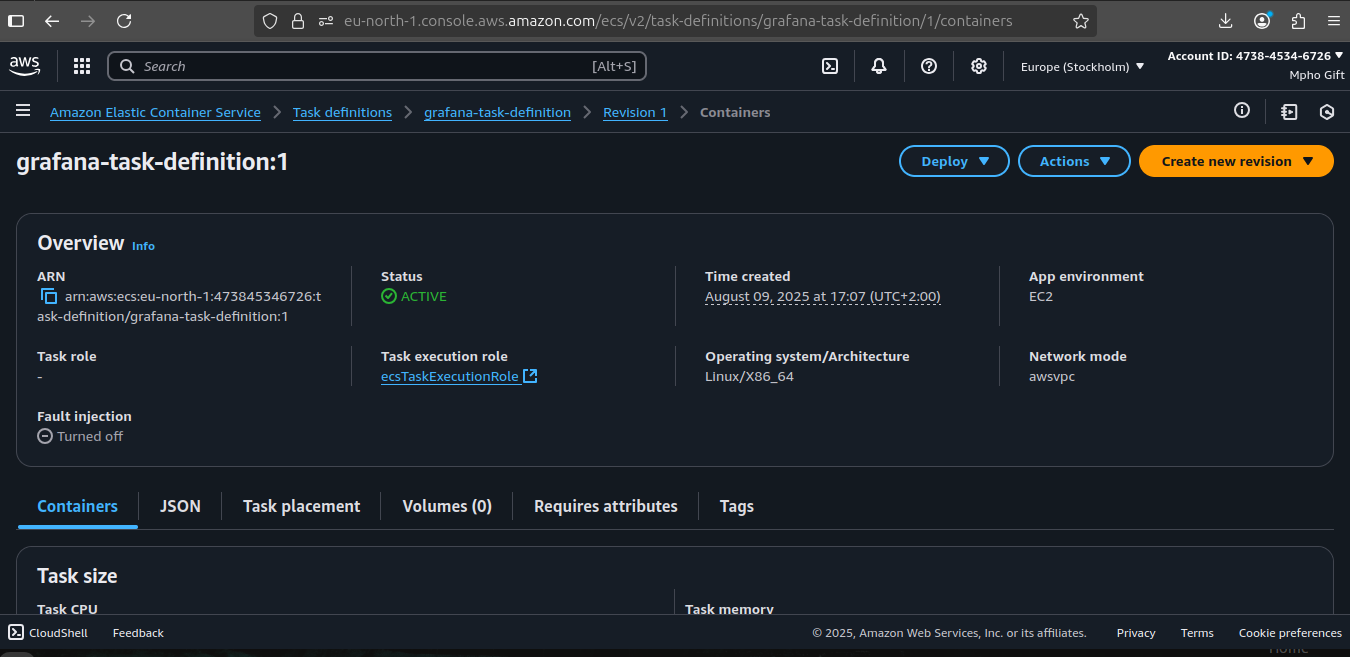 eu-north-1.console.aws.amazon.com/ecs/v2/task-definitions/grafana-task-definition/1/containers
aws
Search [Alt+S]
Europe (Stockholm)
Account ID: 4738-4534-6726
Mpho Gift
Amazon Elastic Container Service > Task definitions > grafana-task-definition > Revision 1 > Containers
grafana-task-definition:1
Deploy
Actions
Create new revision
Overview Info
ARN
arn:aws:ecs:eu-north-1:473845346726:t
ask-definition/grafana-task-definition:1
Status
ACTIVE
Time created
August 09, 2025 at 17:07 (UTC+2:00)
App environment
EC2
Task role
-
Task execution role
ecsTaskExecutionRole
Operating system/Architecture
Linux/X86_64
Network mode
awsvpc
Fault injection
Turned off
Containers JSON Task placement Volumes (0) Requires attributes Tags
Task size
Task CPU
Task memory
CloudShell Feedback © 2025, Amazon Web Services, Inc. or its affiliates. Privacy Terms Cookie preferences
Home